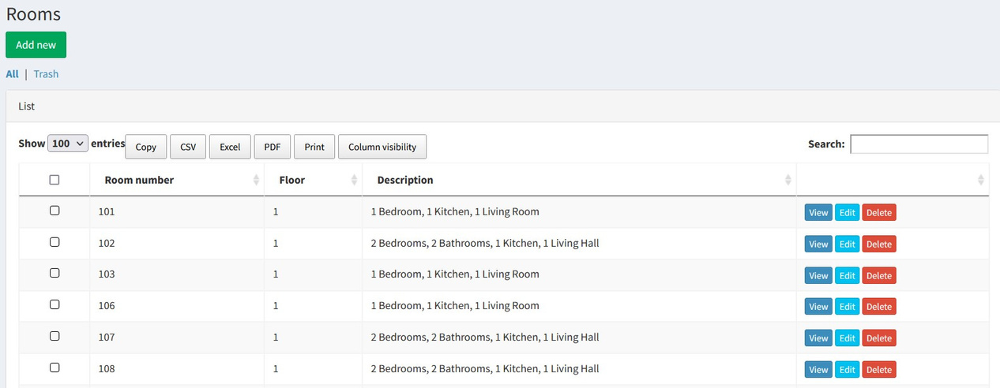 Rooms
Add new
All | Trash
List
Show 100 entries Copy CSV Excel PDF Print Column visibility Search:
Room number Floor Description
101 1 1 Bedroom, 1 Kitchen, 1 Living Room View Edit Delete
102 1 2 Bedrooms, 2 Bathrooms, 1 Kitchen, 1 Living Hall View Edit Delete
103 1 1 Bedroom, 1 Kitchen, 1 Living Room View Edit Delete
106 1 1 Bedroom, 1 Kitchen, 1 Living Room View Edit Delete
107 1 2 Bedrooms, 2 Bathrooms, 1 Kitchen, 1 Living Hall View Edit Delete
108 1 2 Bedrooms, 2 Bathrooms, 1 Kitchen, 1 Living Hall View Edit Delete